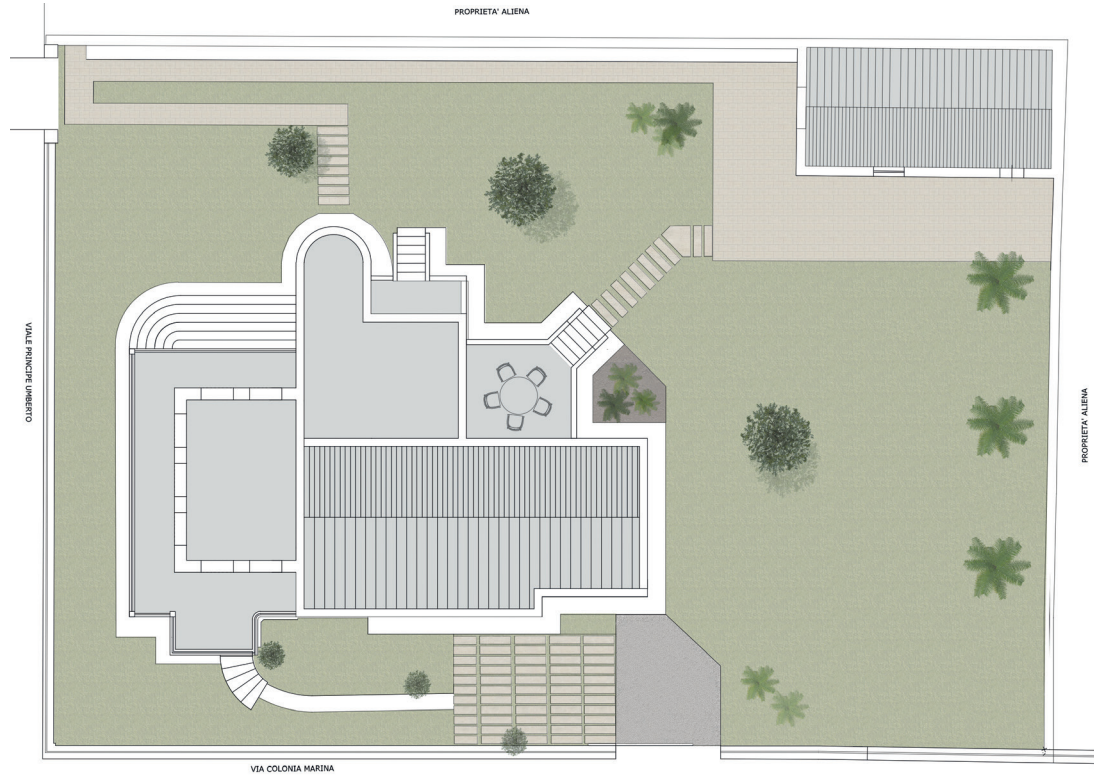 PROPRIETA' ALIENA
VIALE PRINCIPE UMBERTO
PROPRIETA' ALIENA
VIA COLONIA MARINA